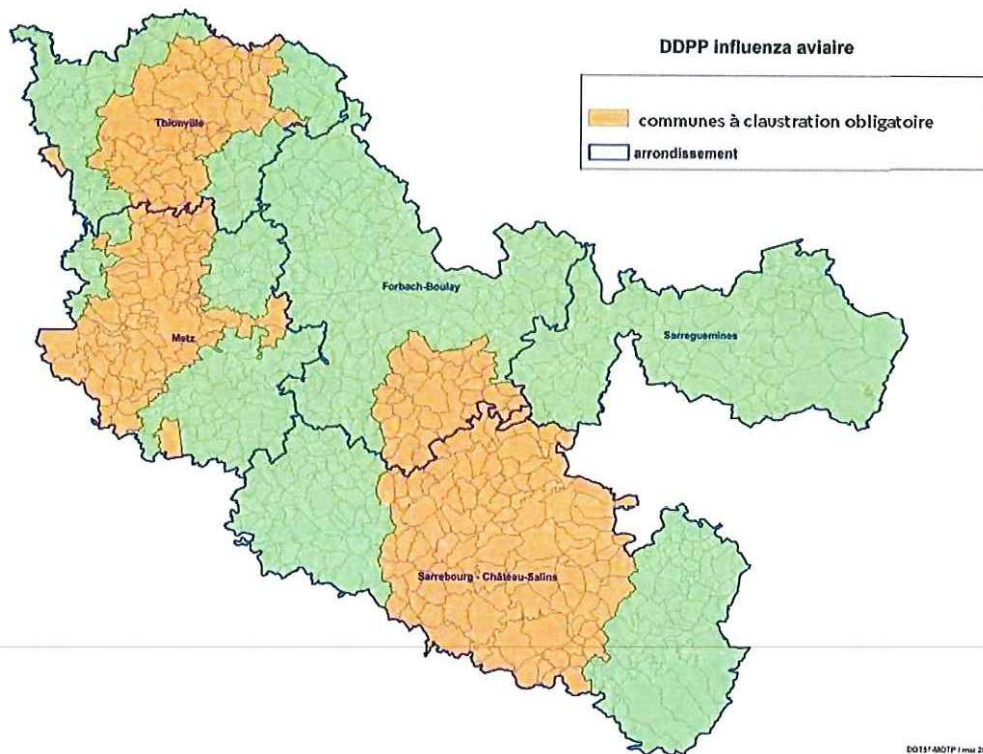 DDPP influenza aviaire
communes à claustration obligatoire
arrondissement
Thionville
Forbach-Boulay
Sarreguemines
Metz
Sarrebourg - Château-Salins